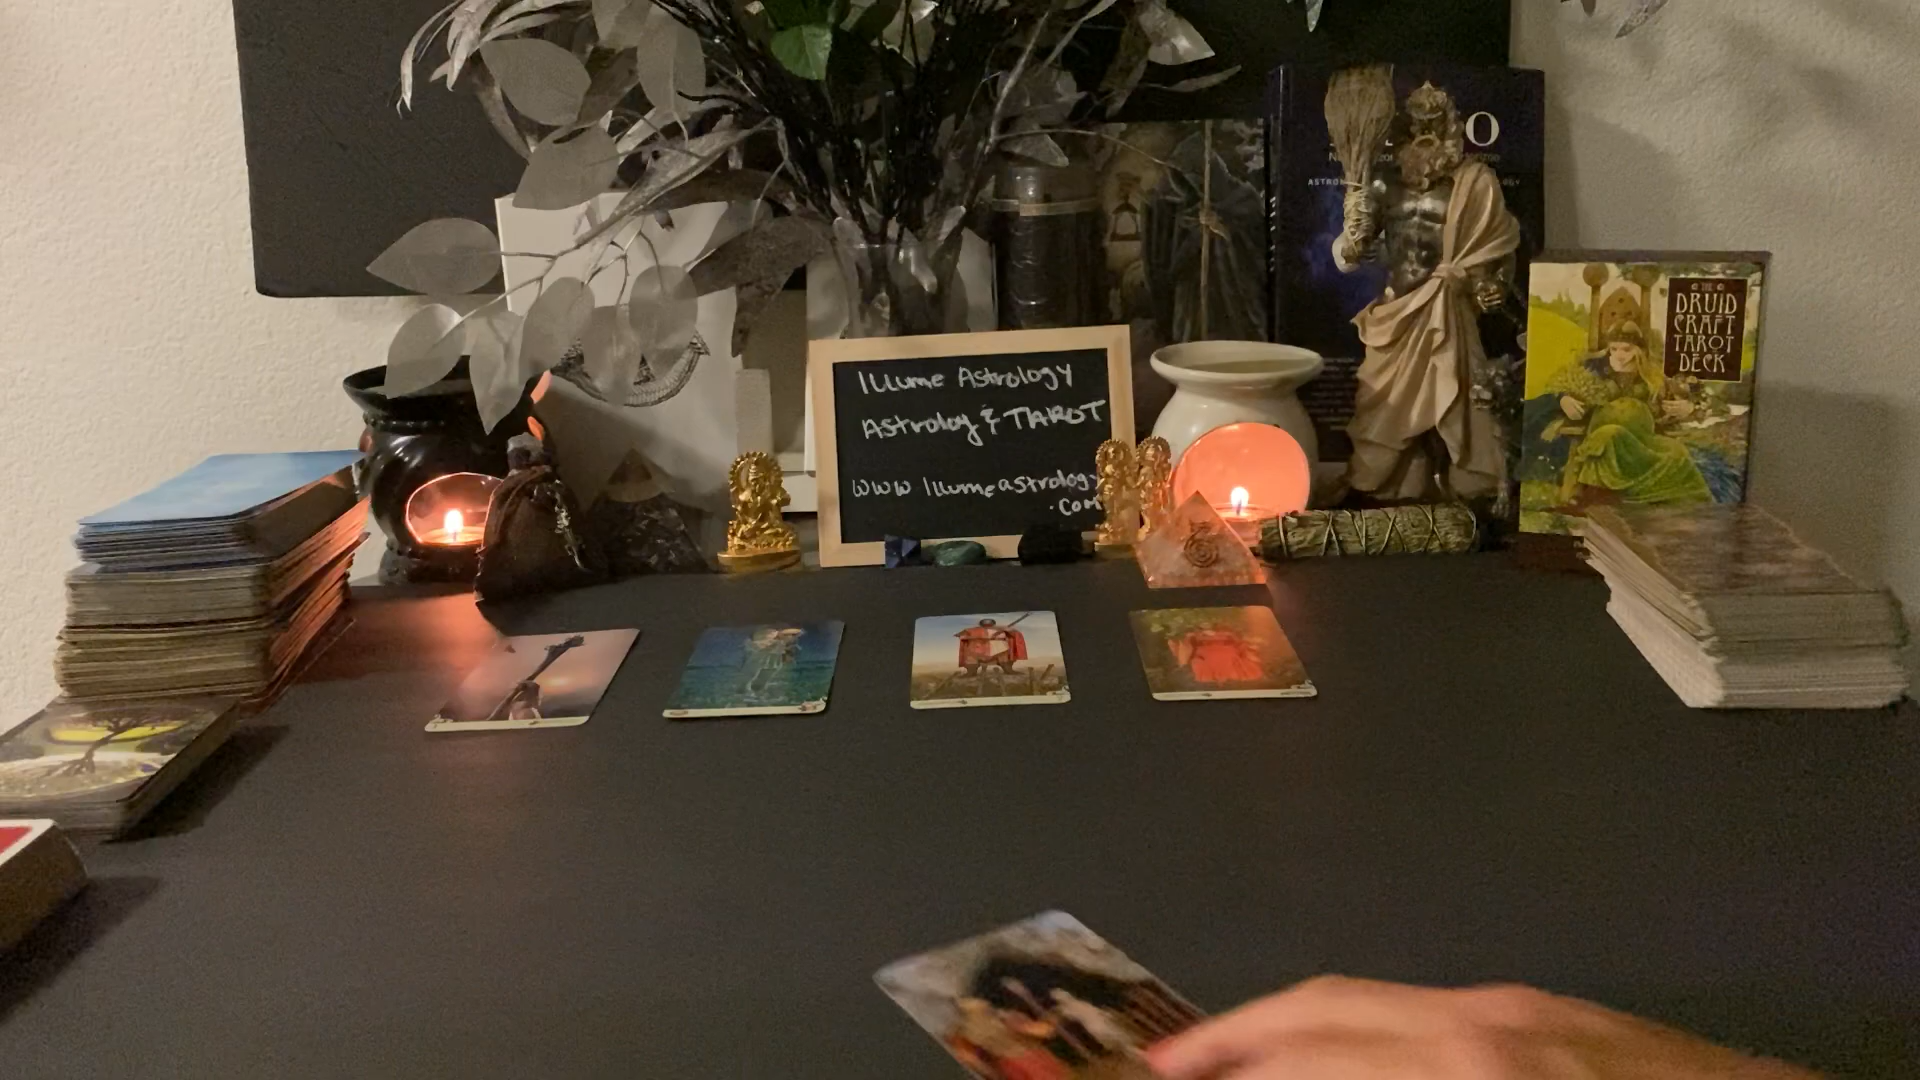 Illume Astrology
Astrology & TAROT
www Illumeastrology
.com
THE
DRUID
CRAFT
TAROT
DECK